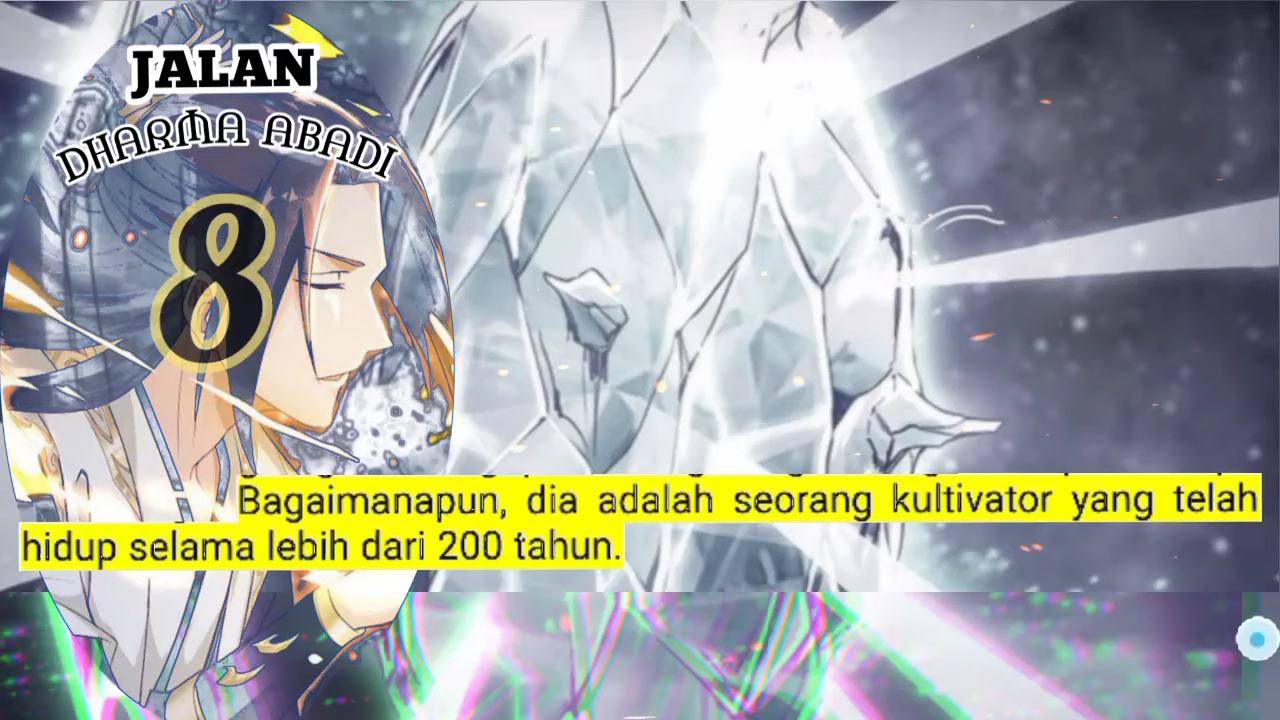 JALAN
DHARMA ABADI
8
Bagaimanapun, dia adalah seorang kultivator yang telah
hidup selama lebih dari 200 tahun.